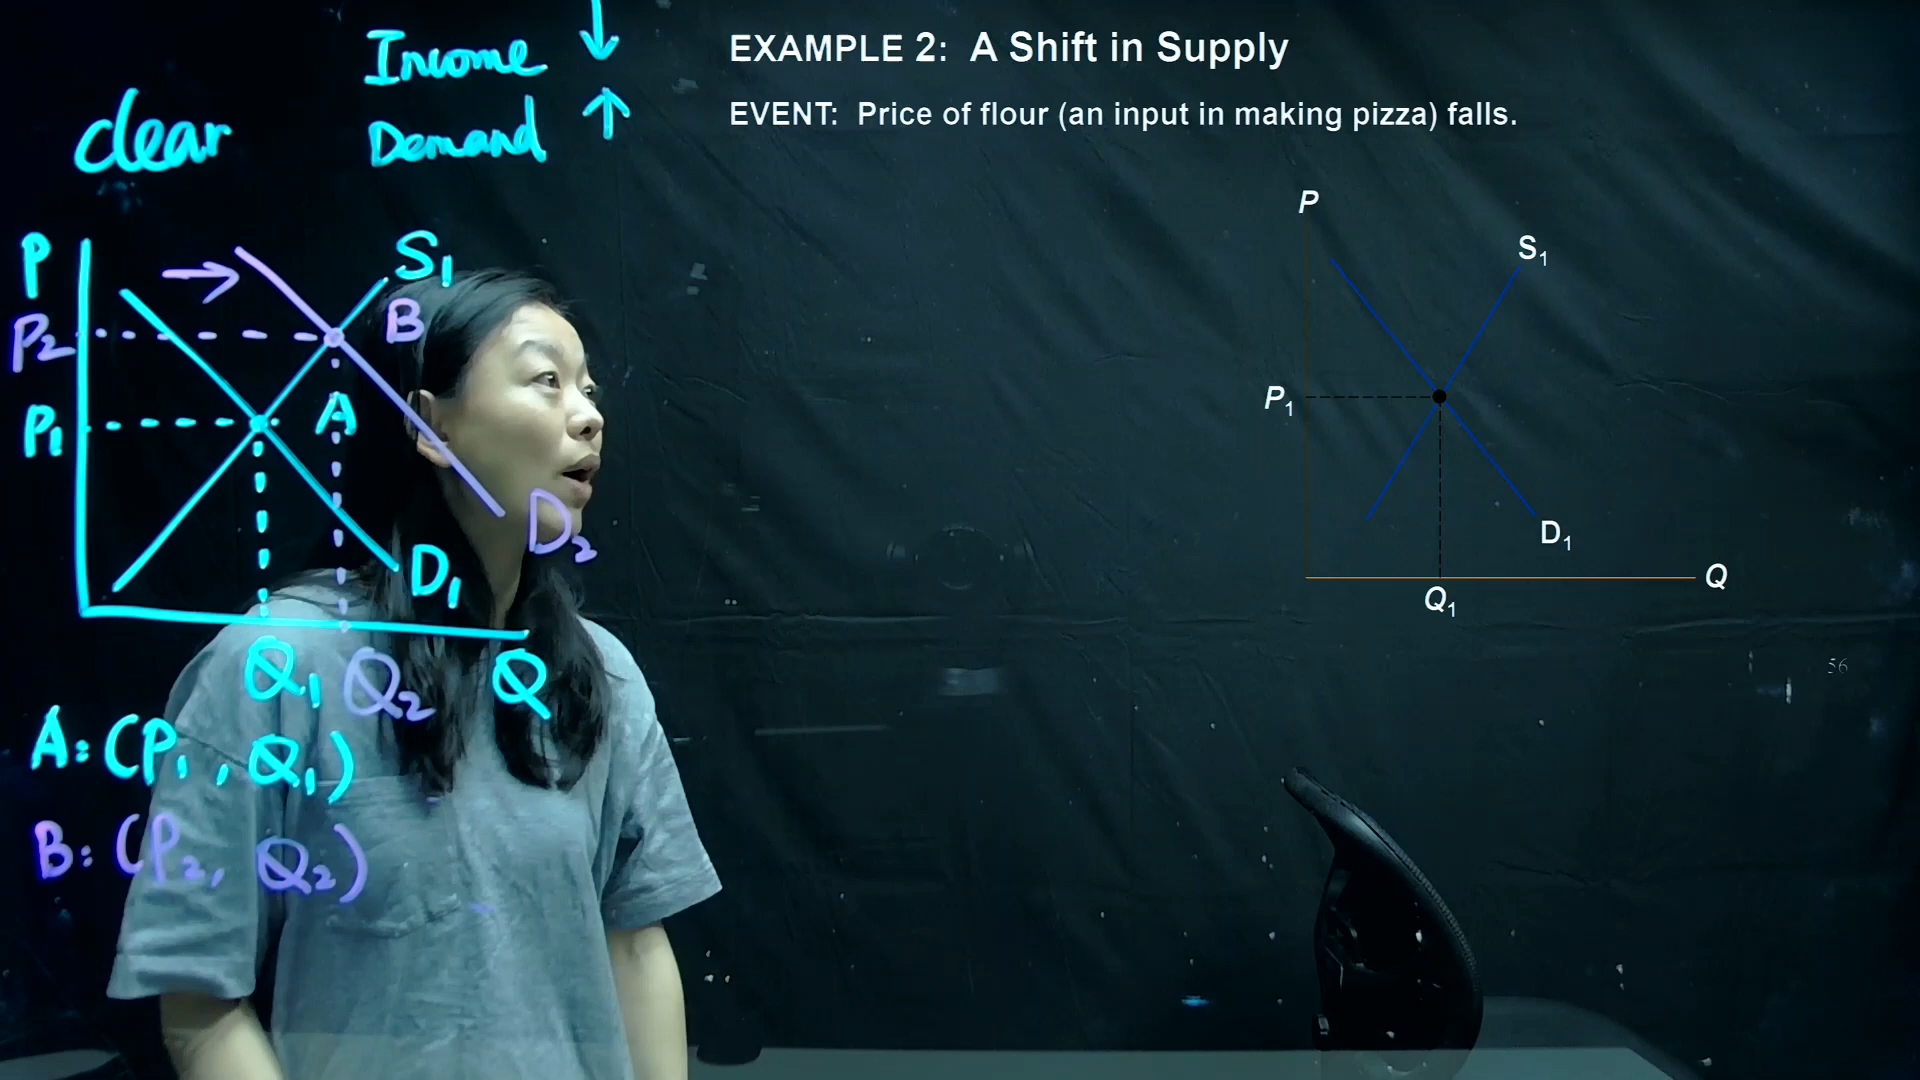 Income ↓
Demand ↑
clear
P
S1
B
P2
A
P1
D2
D1
Q1 Q2 Q
A: (P1, Q1)
B: (P2, Q2)
EXAMPLE 2: A Shift in Supply
EVENT: Price of flour (an input in making pizza) falls.
P
S1
P1
D1
Q
Q1
56